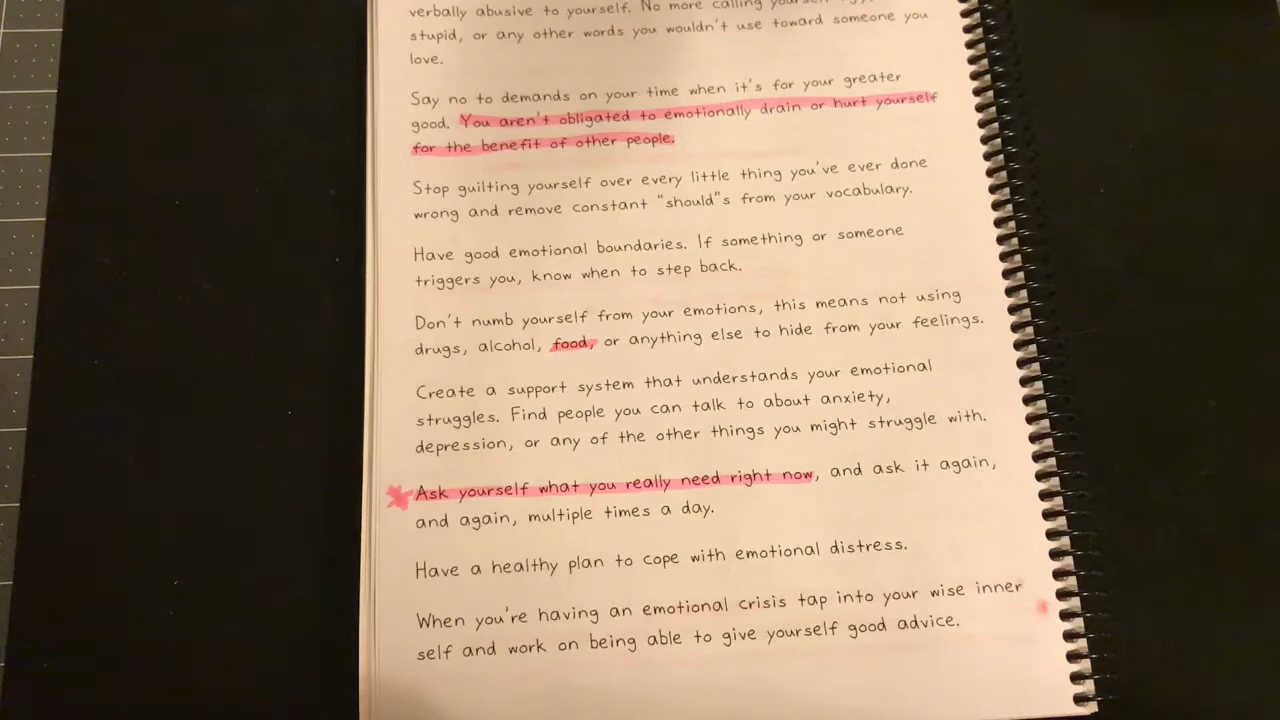 verbally abusive to yourself. No more calling
stupid, or any other words you wouldn't use toward someone you
love.
Say no to demands on your time when it's for your greater
good. You aren't obligated to emotionally drain or hurt yourself
for the benefit of other people.
Stop guilting yourself over every little thing you've ever done
wrong and remove constant "should"s from your vocabulary.
Have good emotional boundaries. If something or someone
triggers you, know when to step back.
Don't numb yourself from your emotions, this means not using
drugs, alcohol, food, or anything else to hide from your feelings.
Create a support system that understands your emotional
struggles. Find people you can talk to about anxiety,
depression, or any of the other things you might struggle with.
Ask yourself what you really need right now, and ask it again,
and again, multiple times a day.
Have a healthy plan to cope with emotional distress.
When you're having an emotional crisis tap into your wise inner
self and work on being able to give yourself good advice.